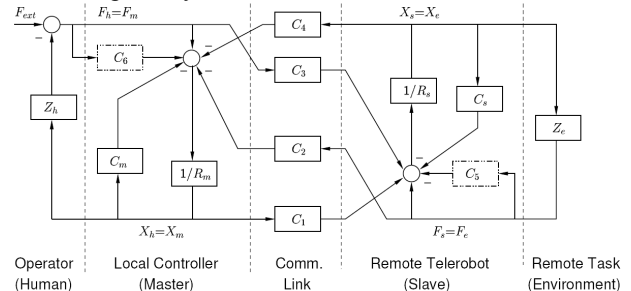 F_ext F_h=F_m X_s=X_e
− − − −
C_4
C_6
C_3
1/R_s
C_s
Z_h
Z_e
C_2
C_m
1/R_m
− −
C_5
C_1
X_h=X_m F_s=F_e
Operator Local Controller Comm. Remote Telerobot Remote Task
(Human) (Master) Link (Slave) (Environment)